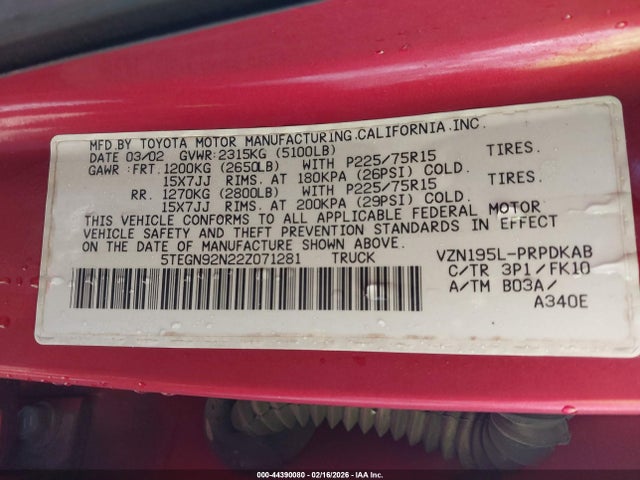 MFD.BY TOYOTA MOTOR MANUFACTURING.CALIFORNIA.INC.
DATE 03/02 GVWR:2315KG (5100LB)
GAWR:FRT.1200KG (2650LB) WITH P225/75R15 TIRES.
15X7JJ RIMS.AT 180KPA (26PSI) COLD.
RR. 1270KG (2800LB) WITH P225/75R15 TIRES.
15X7JJ RIMS.AT 200KPA (29PSI) COLD.
THIS VEHICLE CONFORMS TO ALL APPLICABLE FEDERAL MOTOR
VEHICLE SAFETY AND THEFT PREVENTION STANDARDS IN EFFECT
ON THE DATE OF MANUFACTURE SHOWN ABOVE.
5TEGN92N22Z071281 TRUCK VZN195L-PRPDKAB
C/TR 3P1/FK10
A/TM B03A/
A340E
000-44390080 - 02/16/2026 - IAA Inc.